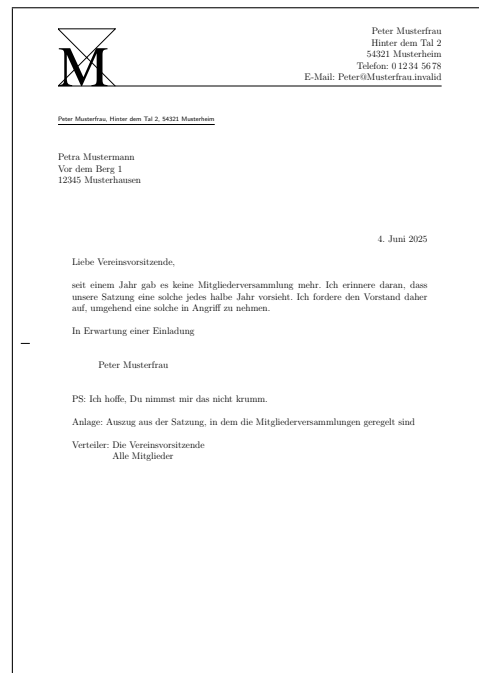 M
Peter Musterfrau
Hinter dem Tal 2
54321 Musterheim
Telefon: 0 12 34 56 78
E-Mail: Peter@Musterfrau.invalid
Peter Musterfrau, Hinter dem Tal 2, 54321 Musterheim
Petra Mustermann
Vor dem Berg 1
12345 Musterhausen
4. Juni 2025
Liebe Vereinsvorsitzende,
seit einem Jahr gab es keine Mitgliederversammlung mehr. Ich erinnere daran, dass
unsere Satzung eine solche jedes halbe Jahr vorsieht. Ich fordere den Vorstand daher
auf, umgehend eine solche in Angriff zu nehmen.
In Erwartung einer Einladung
Peter Musterfrau
PS: Ich hoffe, Du nimmst mir das nicht krumm.
Anlage: Auszug aus der Satzung, in dem die Mitgliederversammlungen geregelt sind
Verteiler: Die Vereinsvorsitzende
Alle Mitglieder